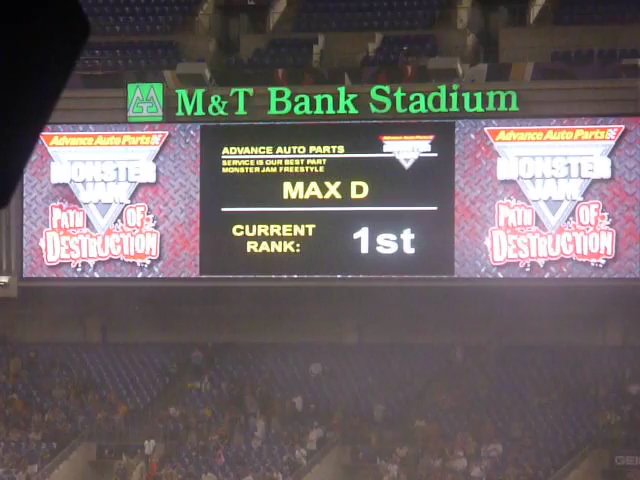 M&T Bank Stadium
Advance Auto Parts
MONSTER
JAM
PATH OF
DESTRUCTION
ADVANCE AUTO PARTS
SERVICE IS OUR BEST PART
MONSTER JAM FREESTYLE
MAX D
CURRENT
RANK:
1st
Advance Auto Parts
MONSTER
JAM
PATH OF
DESTRUCTION